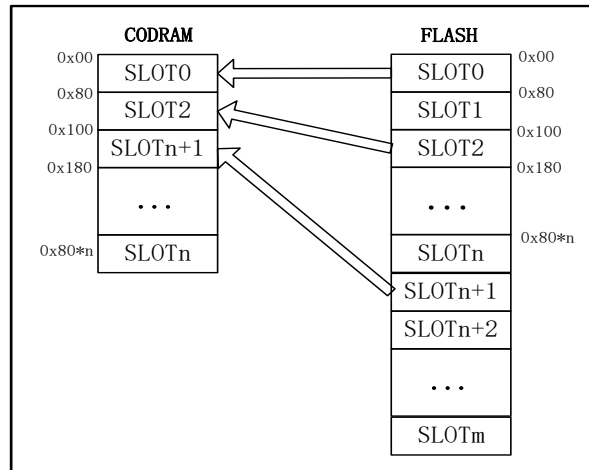 CODRAM
0x00
SLOT0
0x80
SLOT2
0x100
SLOTn+1
0x180
...
0x80*n
SLOTn
FLASH
0x00
SLOT0
0x80
SLOT1
0x100
SLOT2
0x180
...
0x80*n
SLOTn
SLOTn+1
SLOTn+2
...
SLOTm